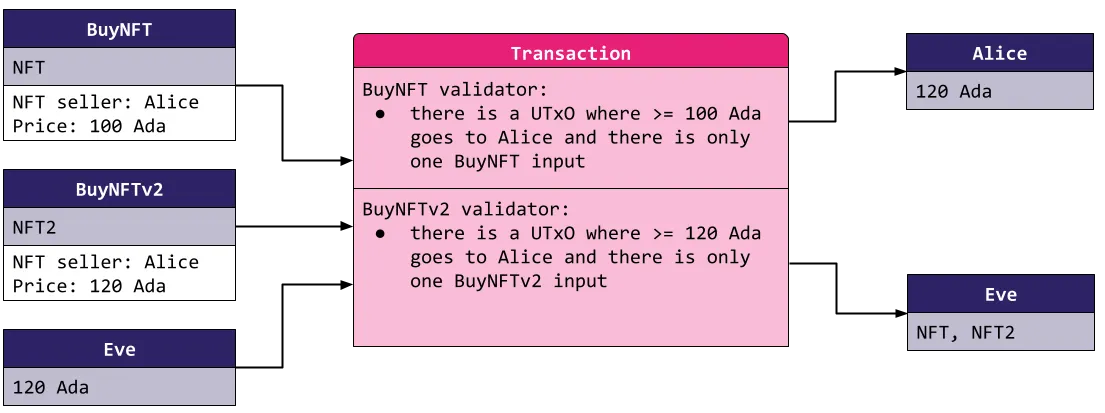 BuyNFT
NFT
NFT seller: Alice
Price: 100 Ada
BuyNFTv2
NFT2
NFT seller: Alice
Price: 120 Ada
Eve
120 Ada
Transaction
BuyNFT validator:
● there is a UTxO where >= 100 Ada
goes to Alice and there is only
one BuyNFT input
BuyNFTv2 validator:
● there is a UTxO where >= 120 Ada
goes to Alice and there is only
one BuyNFTv2 input
Alice
120 Ada
Eve
NFT, NFT2